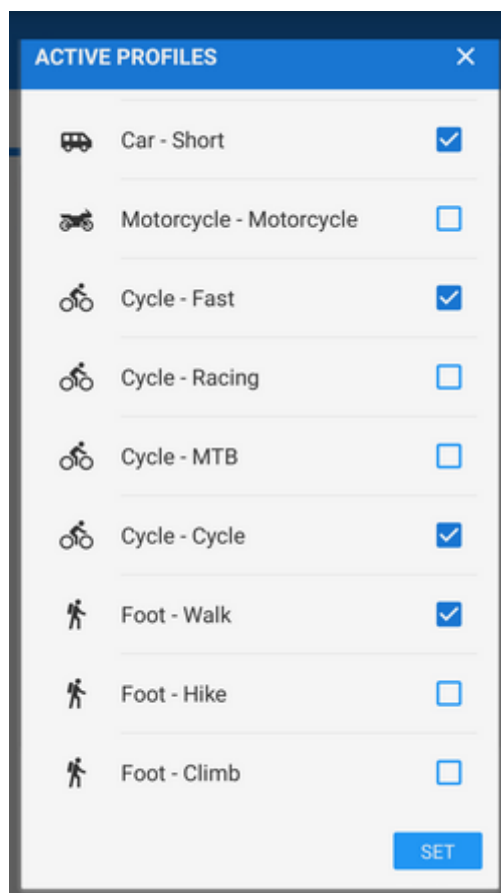 ACTIVE PROFILES
Car - Short
Motorcycle - Motorcycle
Cycle - Fast
Cycle - Racing
Cycle - MTB
Cycle - Cycle
Foot - Walk
Foot - Hike
Foot - Climb
SET